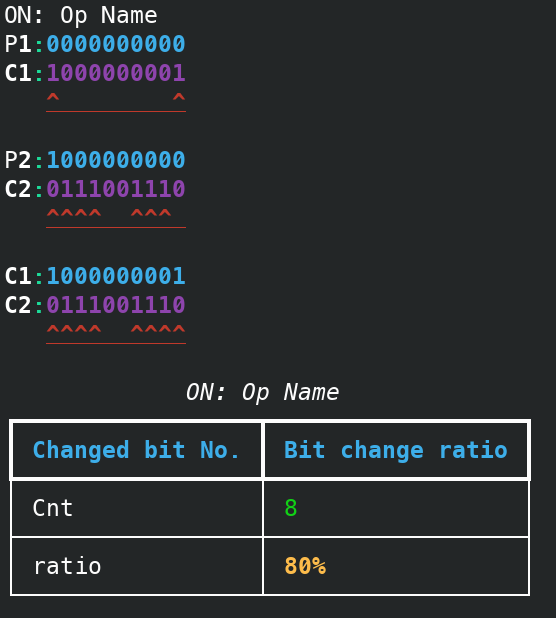 ON: Op Name
P1:0000000000
C1:1000000001
^        ^
P2:1000000000
C2:0111001110
^^^^  ^^^
C1:1000000001
C2:0111001110
^^^^  ^^^^
ON: Op Name
Changed bit No. Bit change ratio
Cnt 8
ratio 80%